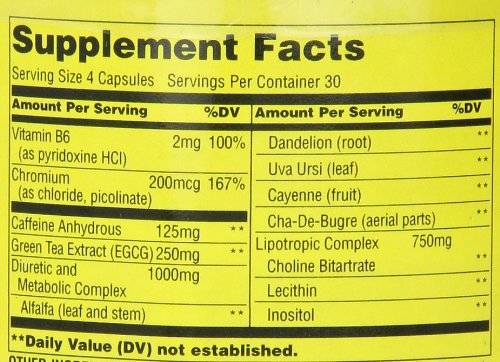 Supplement Facts
Serving Size 4 Capsules Servings Per Container 30
Amount Per Serving %DV
Vitamin B6 2mg 100%
(as pyridoxine HCl)
Chromium 200mcg 167%
(as chloride, picolinate)
Caffeine Anhydrous 125mg **
Green Tea Extract (EGCG) 250mg **
Diuretic and 1000mg
Metabolic Complex
Alfalfa (leaf and stem) **
Amount Per Serving %DV
Dandelion (root) **
Uva Ursi (leaf) **
Cayenne (fruit) **
Cha-De-Bugre (aerial parts) **
Lipotropic Complex 750mg
Choline Bitartrate **
Lecithin **
Inositol **
**Daily Value (DV) not established.